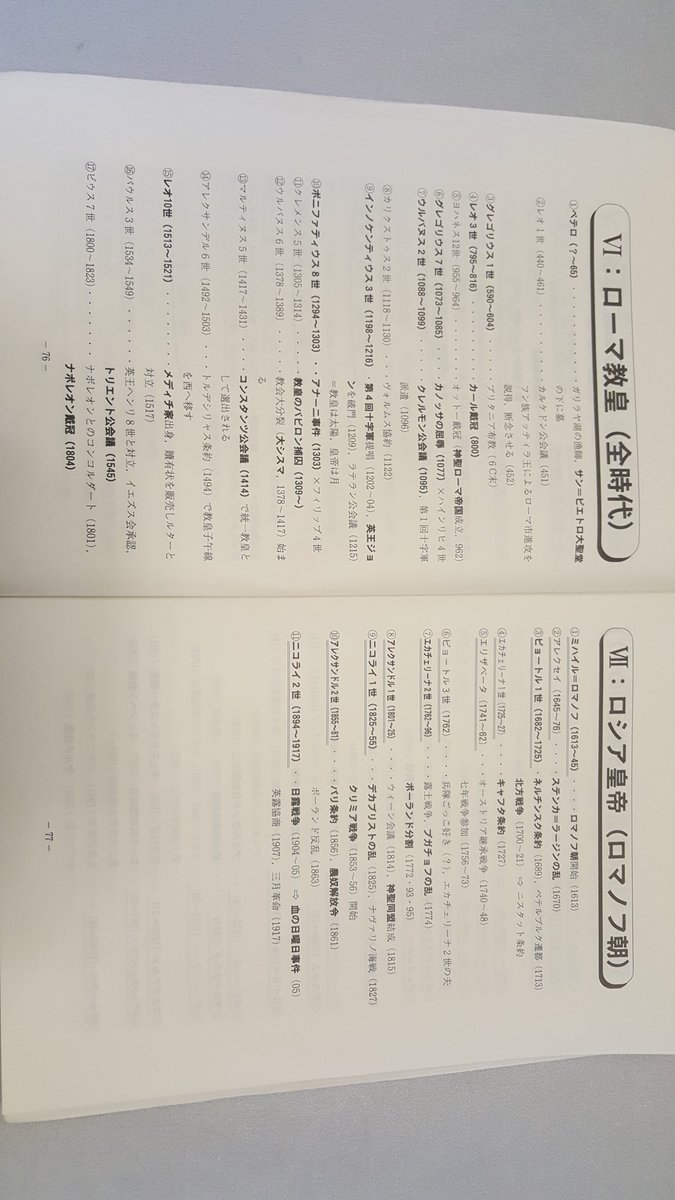 Ⅵ：ローマ教皇（全時代）
①ペテロ（？～65）・・・・・・・・・・ガリラヤ湖の漁師，サン＝ピエトロ大聖堂
の下に墓
②レオ1世（440～461）・・・・・・・・カルケドン公会議（451）
フン族アッティラ王によるローマ市進攻を
説得，断念させる（452）
③グレゴリウス1世（590～604）・・・・・ブリタニア布教（6C末）
④レオ3世（795～816）・・・・・・・・カール戴冠（800）
⑤ヨハネス12世（955～964）・・・・・・オットー戴冠（神聖ローマ帝国成立，962）
⑥グレゴリウス7世（1073～1085）・・・・カノッサの屈辱（1077）×ハインリヒ4世
⑦ウルバヌス2世（1088～1099）・・・・・クレルモン公会議（1095），第1回十字軍
派遣（1096）
⑧カリクストゥス2世（1118～1130）・・・ヴォルムス協約（1122）
⑨インノケンティウス3世（1198～1216）・第4回十字軍提唱（1202～04），英王ジョ
ンを破門（1209） ラテラン公会議（1215）
＝教皇は太陽，皇帝は月
⑩ボニファティウス8世（1294～1303）・・アナーニ事件（1303）×フィリップ4世
⑪クレメンス5世（1305～1314）・・・・・教皇のバビロン捕囚（1309～）
⑫ウルバヌス6世（1378～1389）・・・・・教会大分裂（大シスマ，1378～1417）始ま
る
⑬マルティヌス5世（1417～1431）・・・・コンスタンツ公会議（1414）で統一教皇と
して選出される
⑭アレクサンデル6世（1492～1503）・・・トルデシリャス条約（1494）で教皇子午線
を西へ移す
⑮レオ10世（1513～1521）・・・・・・・メディチ家出身，贖宥状を販売しルターと
対立（1517）
⑯パウルス3世（1534～1549）・・・・・・英王ヘンリ8世と対立，イエズス会承認，
トリエント公会議（1545）
⑰ピウス7世（1800～1823）・・・・・・・ナポレオンとのコンコルダート（1801），
ナポレオン戴冠（1804）
－ 76 －
Ⅶ：ロシア皇帝（ロマノフ朝）
①ミハイル＝ロマノフ（1613～45）・・・・ロマノフ朝開始（1613）
②アレクセイ（1645～76）・・・・ステンカ＝ラージンの乱（1670）
③ピョートル1世（1682～1725）・ネルチンスク条約（1689），ペテルブルク遷都（1713）
北方戦争（1700～21） ⇒ ニスタット条約
④エカチェリーナ1世（1725～27）・・・・キャフタ条約（1727）
⑤エリザベータ（1741～62）・・・オーストリア継承戦争（1740～48）
七年戦争参加（1756～73）
⑥ピョートル3世（1762）・・・・兵隊ごっこ好き（？），エカチェリーナ2世の夫
⑦エカチェリーナ2世（1762～96）・・・・露土戦争，プガチョフの乱（1774）
ポーランド分割（1772・93・95）
⑧アレクサンドル1世（1801～25）・・・・ウィーン会議（1814），神聖同盟結成（1815）
⑨ニコライ1世（1825～55）・・・デカブリストの乱（1825），ナヴァリノ海戦（1827）
クリミア戦争（1853～56）開始
⑩アレクサンドル2世（1855～81）・・・・パリ条約（1856），農奴解放令（1861）
ポーランド反乱（1863）
⑪ニコライ2世（1894～1917）・・日露戦争（1904～05） ⇒ 血の日曜日事件（05）
英露協商（1907），三月革命（1917）
－ 77 －